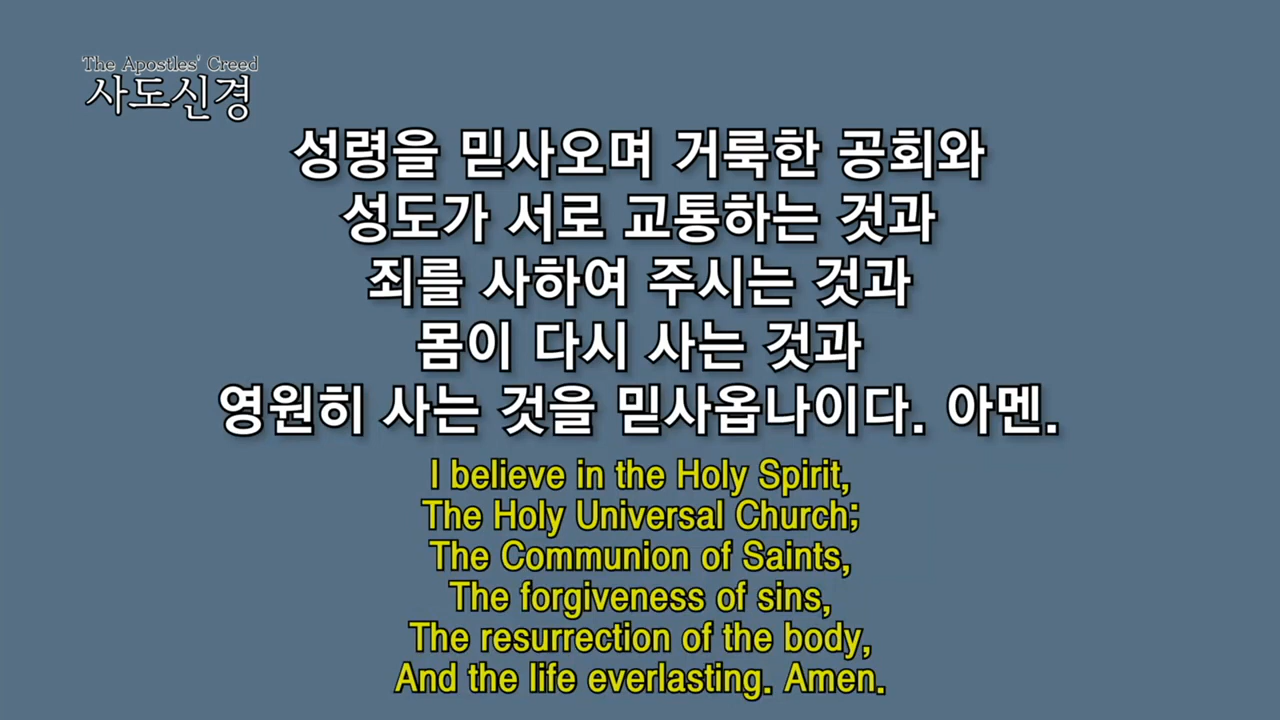 The Apostles' Creed
사도신경
성령을 믿사오며 거룩한 공회와
성도가 서로 교통하는 것과
죄를 사하여 주시는 것과
몸이 다시 사는 것과
영원히 사는 것을 믿사옵나이다. 아멘.
I believe in the Holy Spirit,
The Holy Universal Church;
The Communion of Saints,
The forgiveness of sins,
The resurrection of the body,
And the life everlasting. Amen.